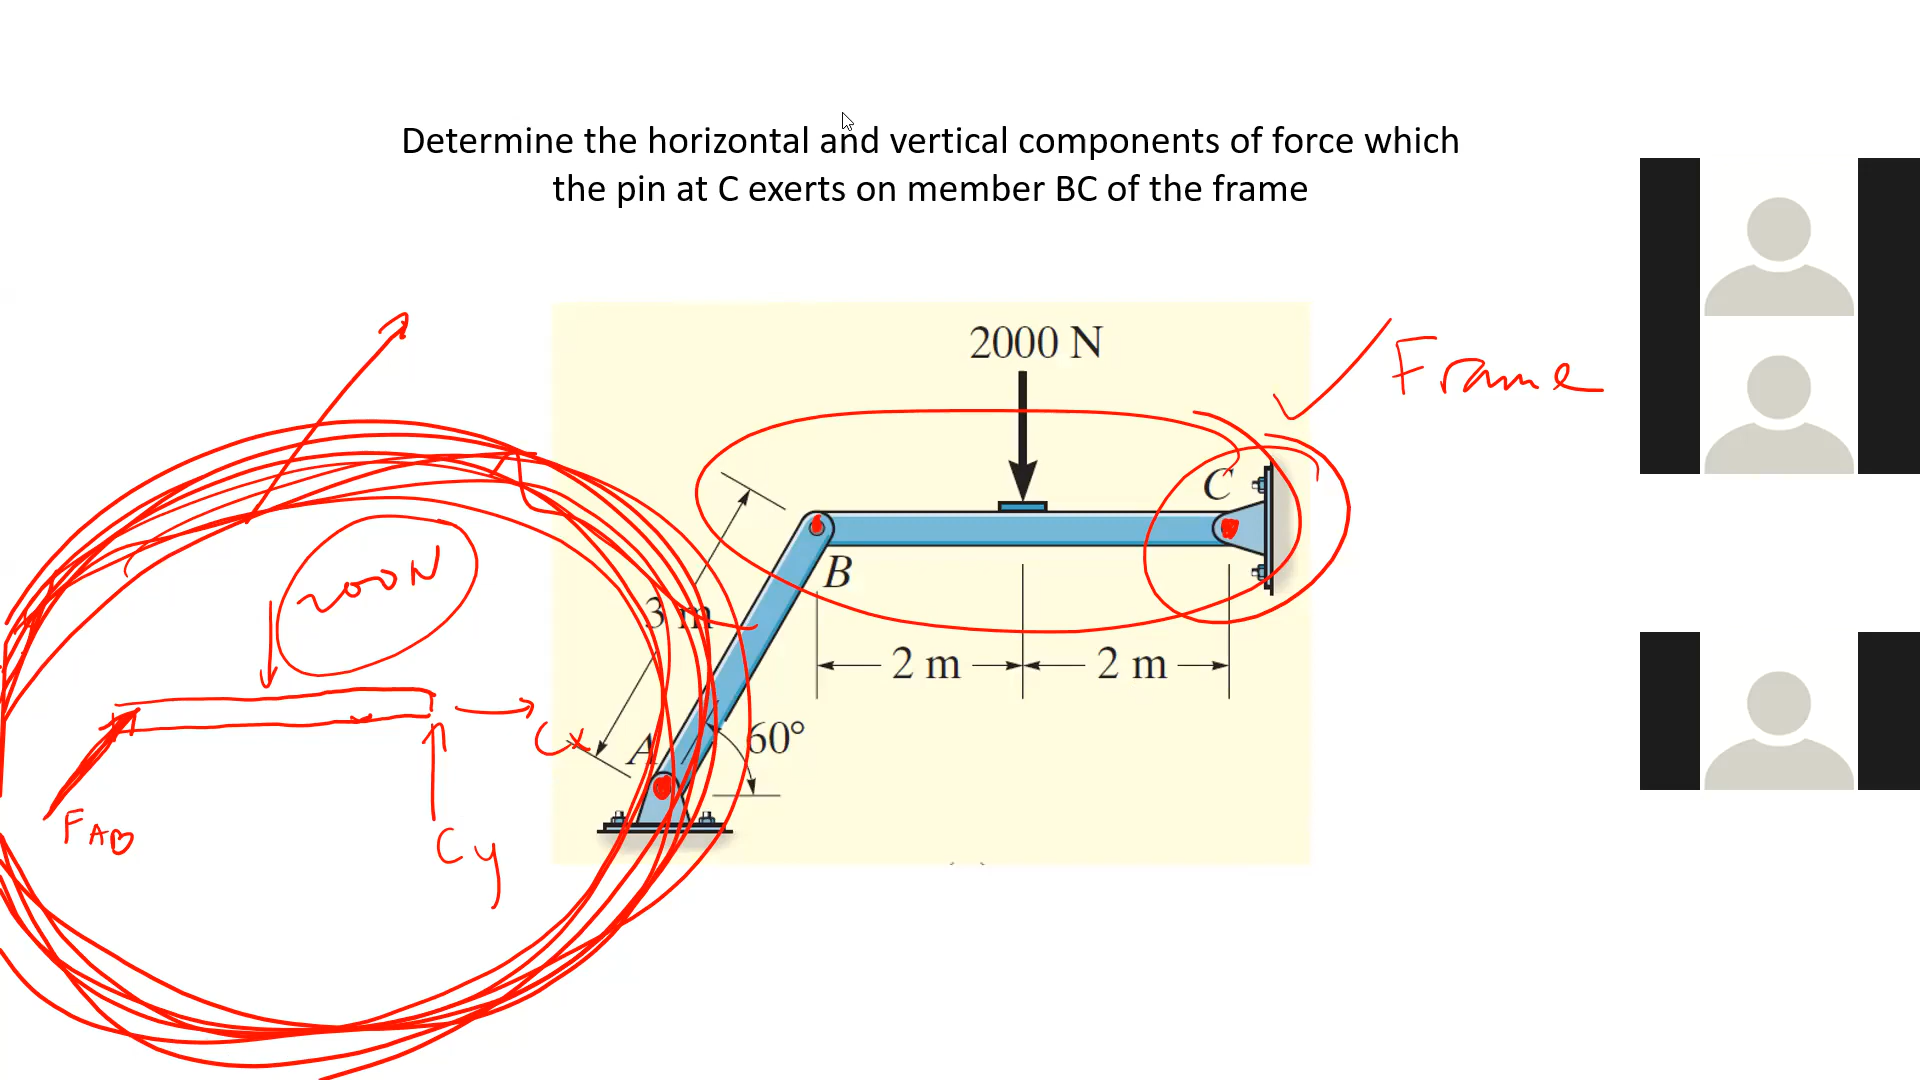 Determine the horizontal and vertical components of force which
the pin at C exerts on member BC of the frame
2000 N
Frame
C
200N
B
3 m
2 m
2 m
A
60°
Cx
FAB
Cy